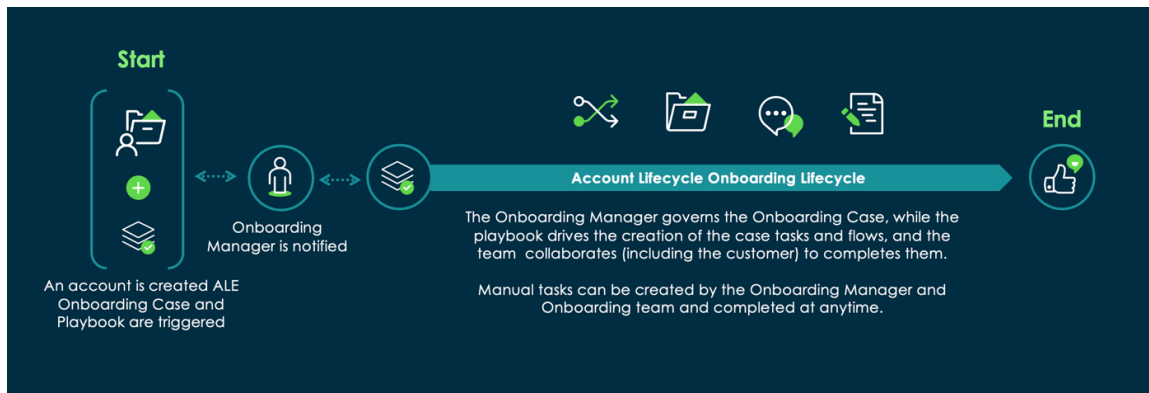 Start
An account is created ALE
Onboarding Case and
Playbook are triggered
Onboarding
Manager is notified
Account Lifecycle Onboarding Lifecycle
The Onboarding Manager governs the Onboarding Case, while the
playbook drives the creation of the case tasks and flows, and the
team collaborates (including the customer) to completes them.
Manual tasks can be created by the Onboarding Manager and
Onboarding team and completed at anytime.
End